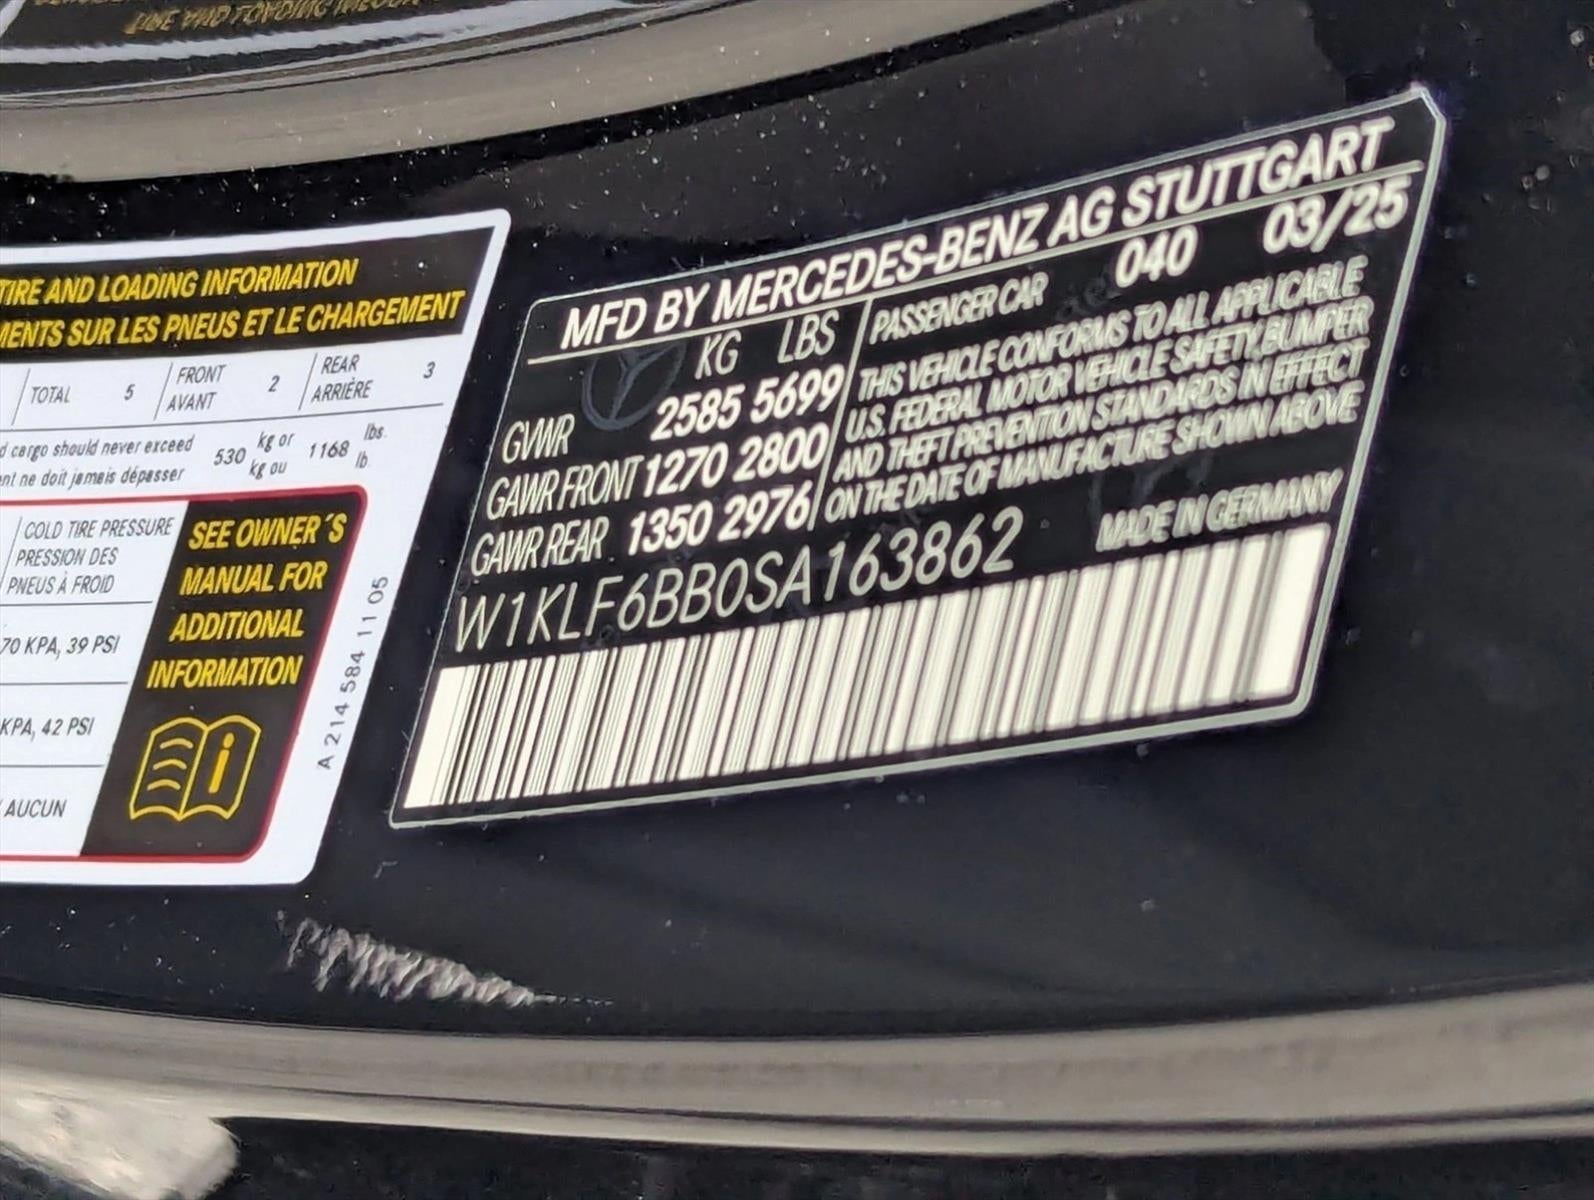 TIRE AND LOADING INFORMATION
MENTS SUR LES PNEUS ET LE CHARGEMENT
TOTAL 5 FRONT AVANT 2 REAR ARRIÈRE 3
d cargo should never exceed
nt ne doit jamais dépasser
530 kg or 1168 lbs.
kg ou lb.
COLD TIRE PRESSURE
PRESSION DES
PNEUS À FROID
70 KPA, 39 PSI
KPA, 42 PSI
/ AUCUN
SEE OWNER´S
MANUAL FOR
ADDITIONAL
INFORMATION
A 214 584 11 05
MFD BY MERCEDES-BENZ AG STUTTGART
KG LBS
GVWR 2585 5699
GAWR FRONT 1270 2800
GAWR REAR 1350 2976
PASSENGER CAR 040 03/25
THIS VEHICLE CONFORMS TO ALL APPLICABLE
U.S. FEDERAL MOTOR VEHICLE SAFETY, BUMPER
AND THEFT PREVENTION STANDARDS IN EFFECT
ON THE DATE OF MANUFACTURE SHOWN ABOVE
W1KLF6BB0SA163862
MADE IN GERMANY